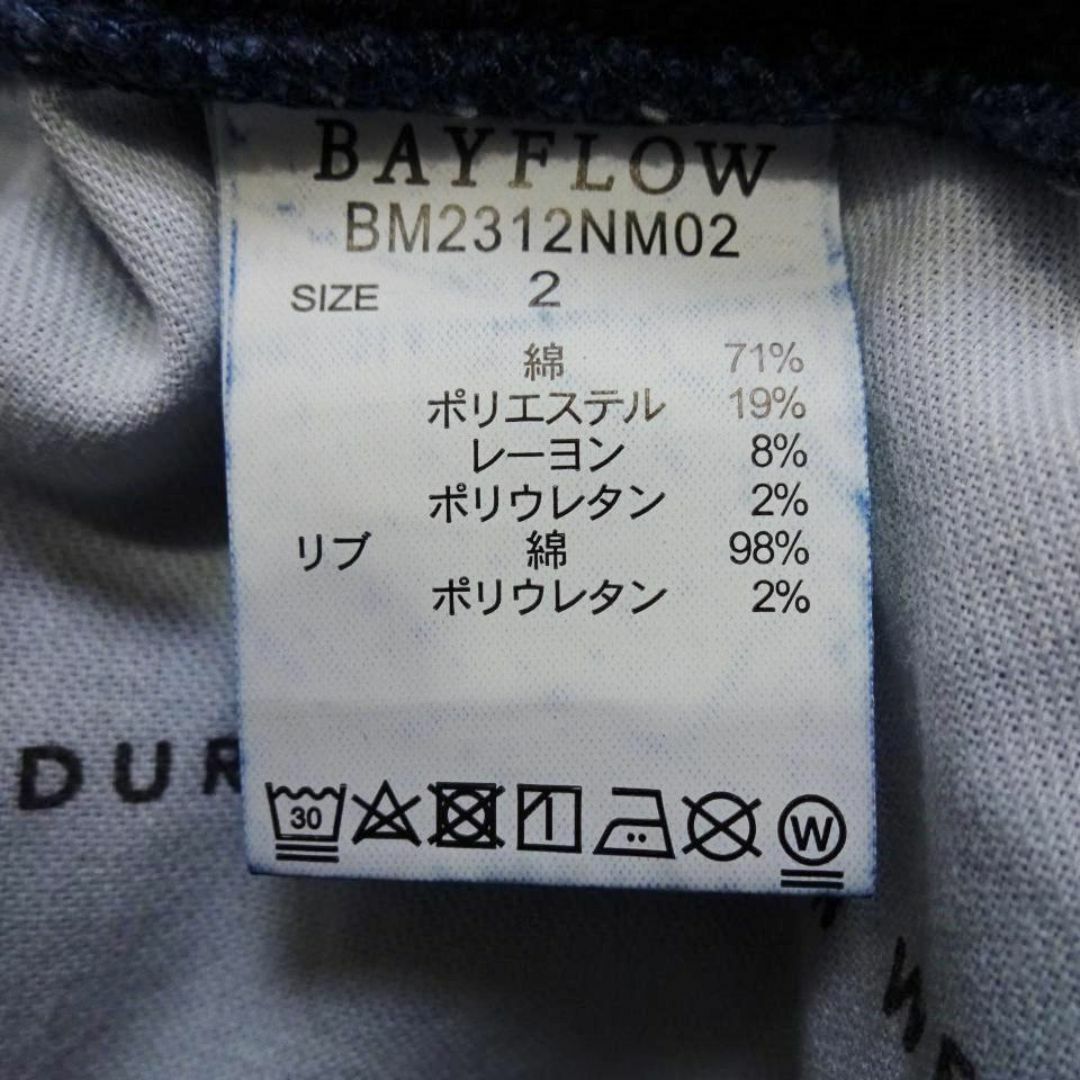 BAYFLOW
BM2312NM02
SIZE 2
綿 71%
ポリエステル 19%
レーヨン 8%
ポリウレタン 2%
リブ 綿 98%
ポリウレタン 2%
DUR
30
W